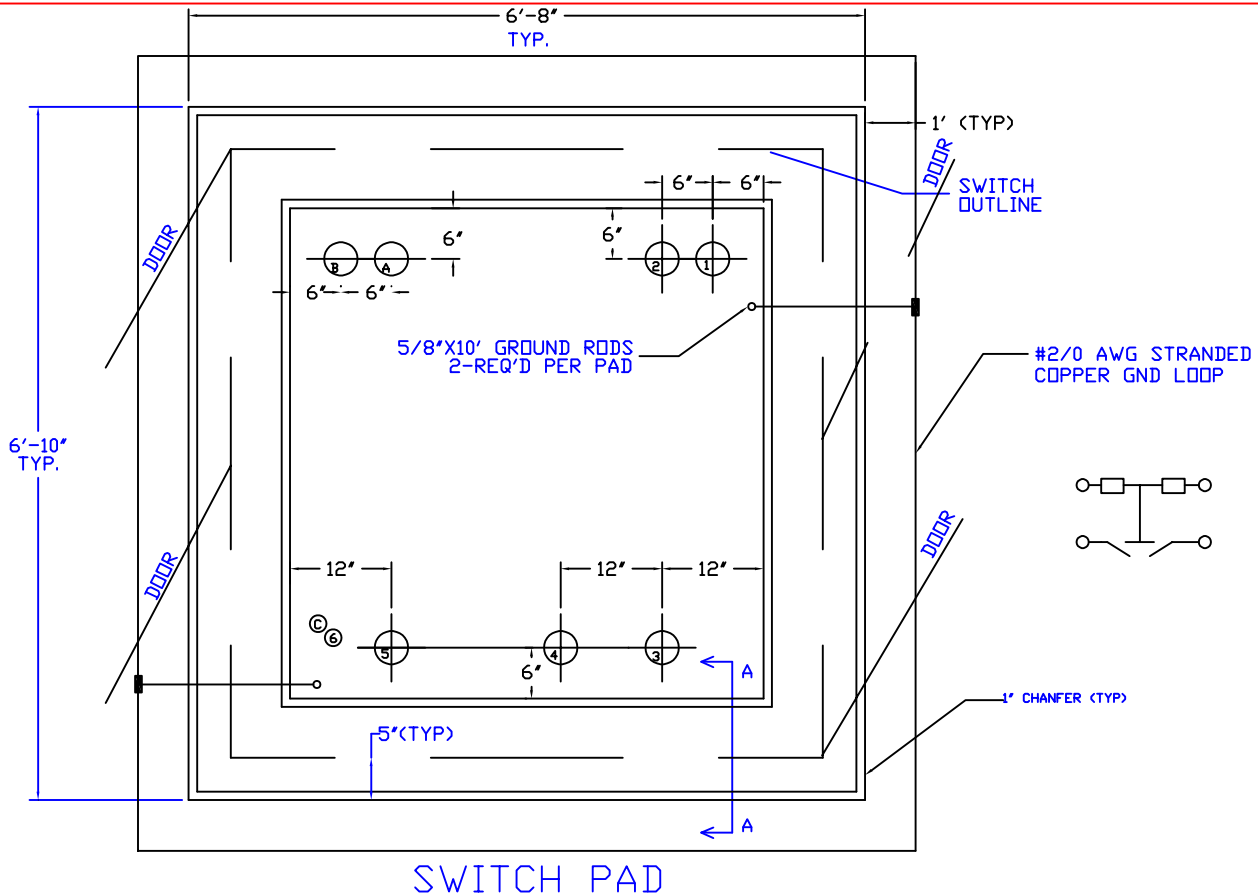 6'-8"
TYP.
1' (TYP)
DOOR
SWITCH
OUTLINE
6"
6"
6"
6"
DOOR
B
A
2
1
6"
6"
5/8"X10' GROUND RODS
2-REQ'D PER PAD
#2/0 AWG STRANDED
COPPER GND LOOP
6'-10"
TYP.
DOOR
DOOR
12"
12"
12"
C
6
5
4
3
6"
A
1" CHANFER (TYP)
5"(TYP)
A
SWITCH PAD